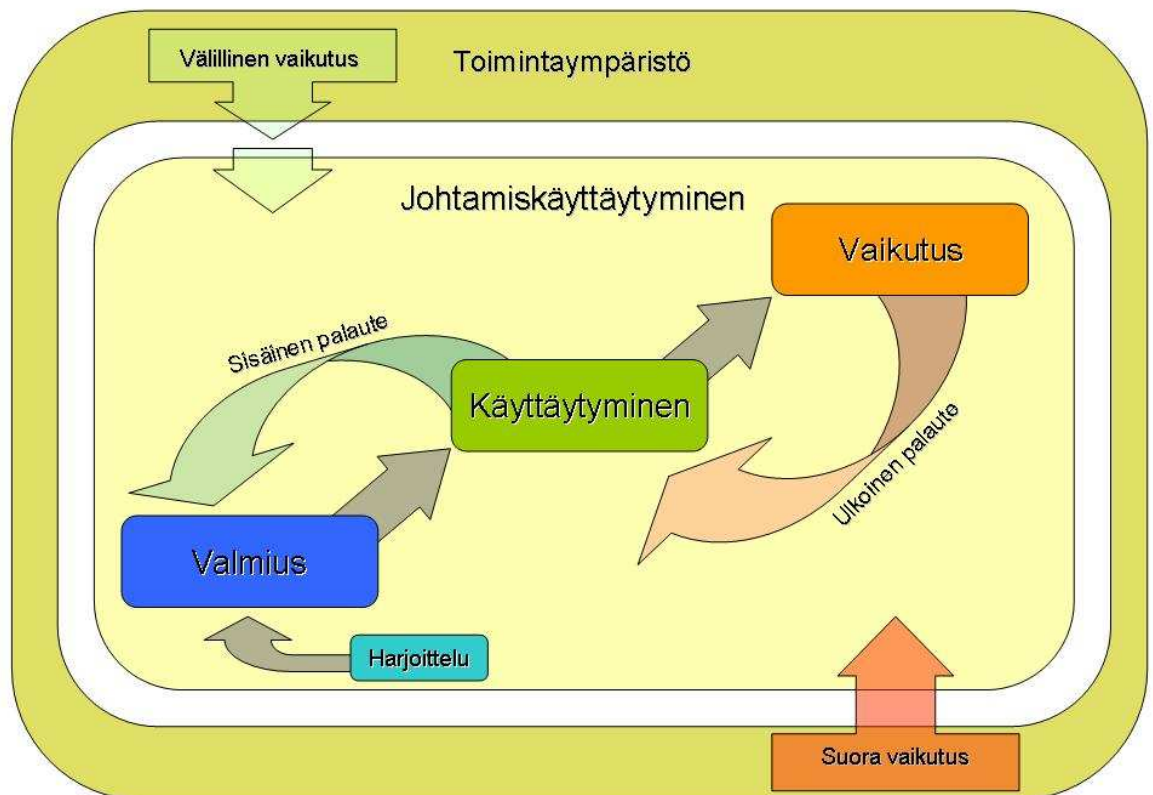 Välillinen vaikutus
Toimintaympäristö
Johtamiskäyttäytyminen
Vaikutus
Sisäinen palaute
Käyttäytyminen
Ulkoinen palaute
Valmius
Harjoittelu
Suora vaikutus